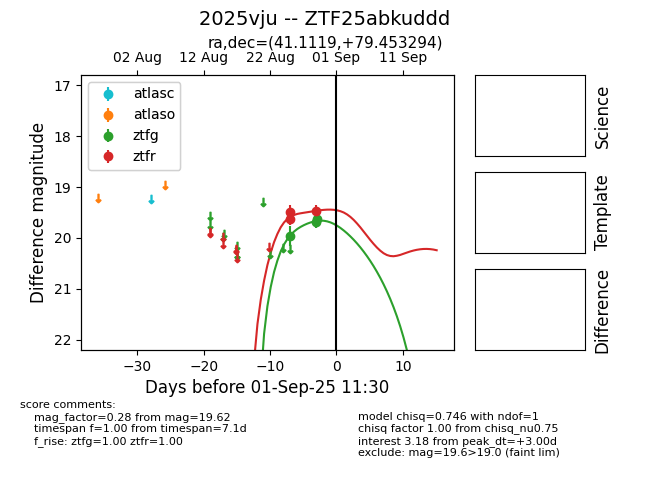 2025vju -- ZTF25abkuddd
ra,dec=(41.1119,+79.453294)
02 Aug 12 Aug 22 Aug 01 Sep 11 Sep
17
18
19
20
21
22
Difference magnitude
atlasc
atlaso
ztfg
ztfr
−30 −20 −10 0 10
Days before 01-Sep-25 11:30
Science
Template
Difference
score comments:
mag_factor=0.28 from mag=19.62
timespan f=1.00 from timespan=7.1d
f_rise: ztfg=1.00 ztfr=1.00
model chisq=0.746 with ndof=1
chisq factor 1.00 from chisq_nu0.75
interest 3.18 from peak_dt=+3.00d
exclude: mag=19.6>19.0 (faint lim)